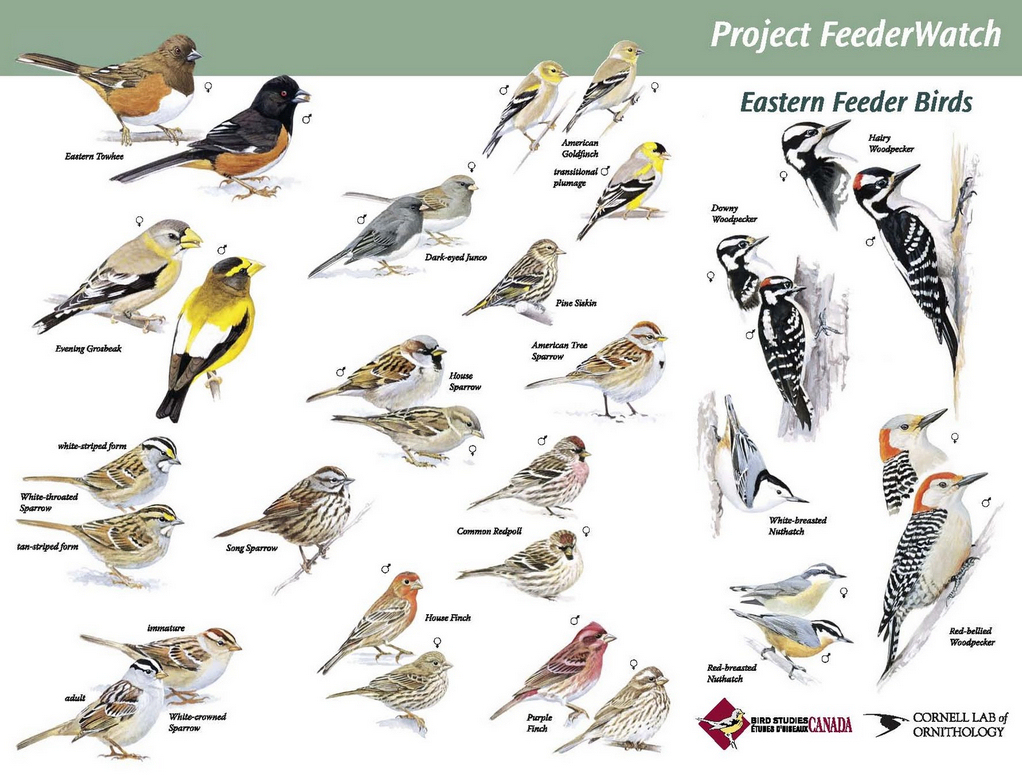 Project FeederWatch
Eastern Feeder Birds
♀
♂
Eastern Towhee
♂
♀
American
Goldfinch
transitional ♂
plumage
♀
♂
Dark-eyed Junco
Pine Siskin
♀
Hairy
Woodpecker
♂
Downy
Woodpecker
♀
♂
♀
♂
Evening Grosbeak
♂
House
Sparrow
♀
American Tree
Sparrow
white-striped form
White-throated
Sparrow
tan-striped form
Song Sparrow
♂
Common Redpoll
♀
White-breasted
Nuthatch
♀
♂
Red-bellied
Woodpecker
♂
House Finch
♀
♀
♂
Red-breasted
Nuthatch
immature
adult
White-crowned
Sparrow
♂
♀
Purple
Finch
BIRD STUDIES
ÉTUDES D'OISEAUX CANADA
CORNELL LAB of
ORNITHOLOGY